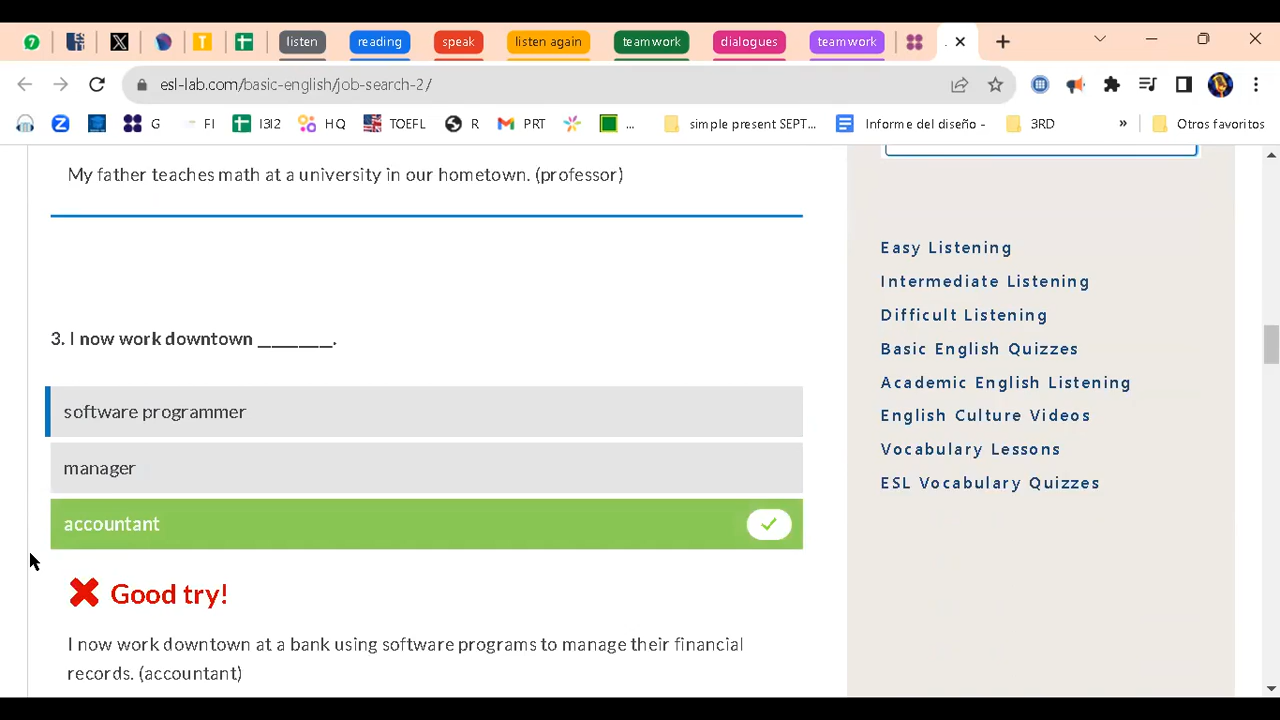 listen
reading
speak
listen again
teamwork
dialogues
teamwork
esl-lab.com/basic-english/job-search-2/
G
FI
I3I2
HQ
TOEFL
R
PRT
...
simple present SEPT...
Informe del diseño -
3RD
»
Otros favoritos
My father teaches math at a university in our hometown. (professor)
3. I now work downtown _________.
software programmer
manager
accountant
Good try!
I now work downtown at a bank using software programs to manage their financial
records. (accountant)
Easy Listening
Intermediate Listening
Difficult Listening
Basic English Quizzes
Academic English Listening
English Culture Videos
Vocabulary Lessons
ESL Vocabulary Quizzes